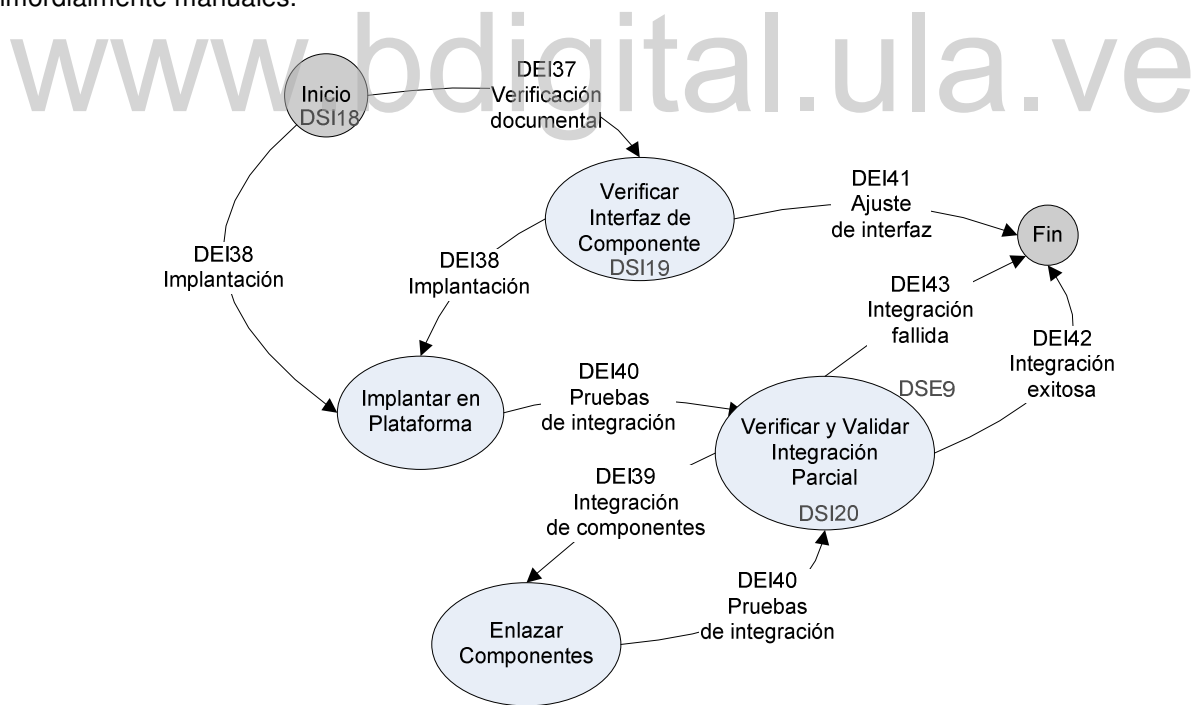 imordialmente manuales.
www.bdigital.ula.ve
Inicio
DSI18
DEI37
Verificación
documental
Verificar
Interfaz de
Componente
DSI19
DEI41
Ajuste
de interfaz
Fin
DEI38
Implantación
DEI38
Implantación
DEI43
Integración
fallida
DEI42
Integración
exitosa
Implantar en
Plataforma
DEI40
Pruebas
de integración
DSE9
Verificar y Validar
Integración
Parcial
DSI20
DEI39
Integración
de componentes
DEI40
Pruebas
de integración
Enlazar
Componentes